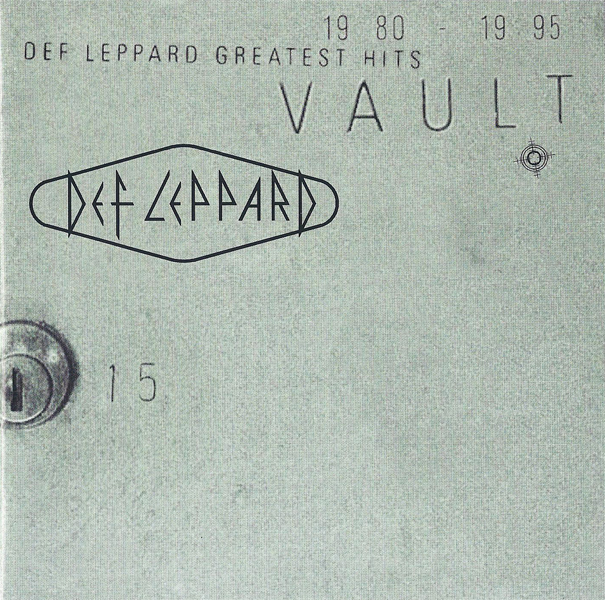 19 80 - 19 95
DEF LEPPARD GREATEST HITS
VAULT
DEF LEPPARD
15